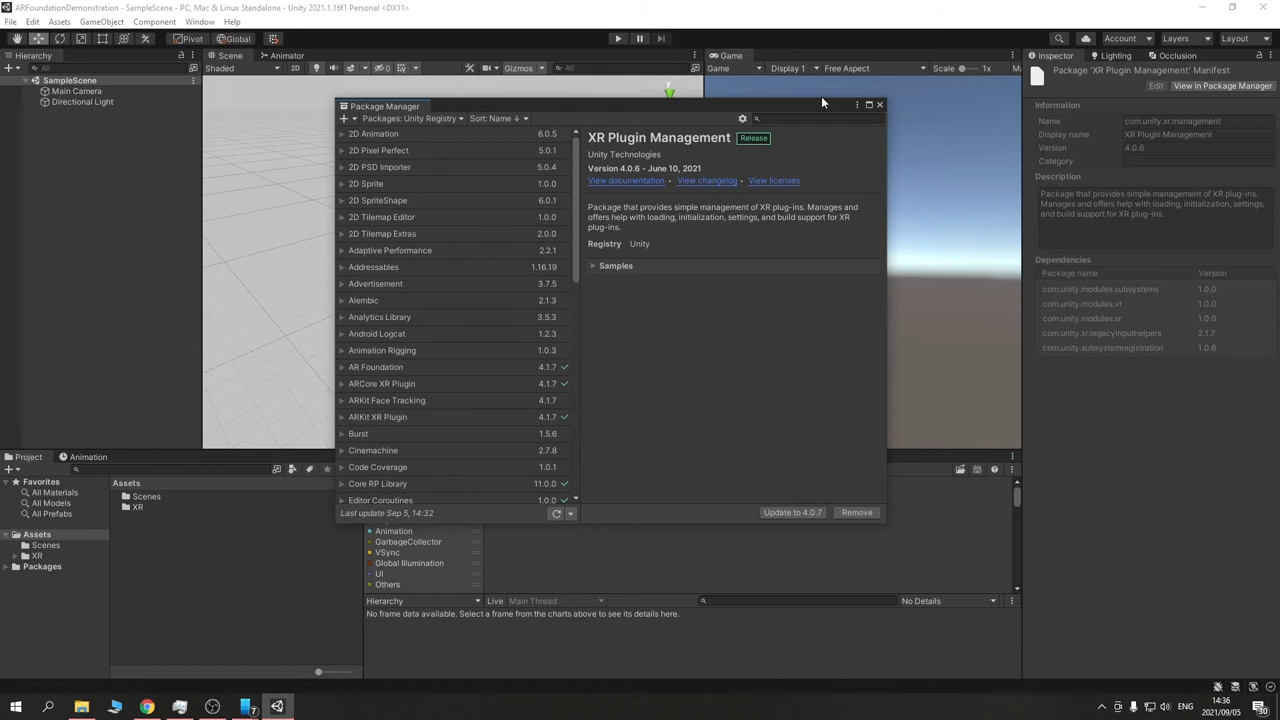 ARFoundationDemonstration - SampleScene - PC, Mac & Linux Standalone - Unity 2021.1.16f1 Personal <DX11>
File Edit Assets GameObject Component Window Help
Pivot Global Account Layers Layout
Hierarchy Scene Animator Game Inspector Lighting Occlusion
All Shaded 2D 0 Gizmos All Game Display 1 Free Aspect Scale 1x
Package 'XR Plugin Management' Manifest
Edit View in Package Manager
SampleScene
Main Camera
Directional Light
y
Information
Name com.unity.xr.management
Display name XR Plugin Management
Version 4.0.6
Category
Description
Package that provides simple management of XR plug-ins.
Manages and offers help with loading, initialization, settings,
and build support for XR plug-ins.
Dependencies
Package name Version
com.unity.modules.subsystems 1.0.0
com.unity.modules.vr 1.0.0
com.unity.modules.xr 1.0.0
com.unity.xr.legacyinputhelpers 2.1.7
com.unity.subsystemregistration 1.0.6
Package Manager
Packages: Unity Registry Sort: Name ↓
2D Animation 6.0.5
2D Pixel Perfect 5.0.1
2D PSD Importer 5.0.4
2D Sprite 1.0.0
2D SpriteShape 6.0.1
2D Tilemap Editor 1.0.0
2D Tilemap Extras 2.0.0
Adaptive Performance 2.2.1
Addressables 1.16.19
Advertisement 3.7.5
Alembic 2.1.3
Analytics Library 3.5.3
Android Logcat 1.2.3
Animation Rigging 1.0.3
AR Foundation 4.1.7
ARCore XR Plugin 4.1.7
ARKit Face Tracking 4.1.7
ARKit XR Plugin 4.1.7
Burst 1.5.6
Cinemachine 2.7.8
Code Coverage 1.0.1
Core RP Library 11.0.0
Editor Coroutines 1.0.0
Last update Sep 5, 14:32
XR Plugin Management Release
Unity Technologies
Version 4.0.6 - June 10, 2021
View documentation • View changelog • View licenses
Package that provides simple management of XR plug-ins. Manages and
offers help with loading, initialization, settings, and build support for XR
plug-ins.
Registry Unity
Samples
Update to 4.0.7 Remove
Project Animation
Favorites
All Materials
All Models
All Prefabs
Assets
Scenes
XR
Packages
Assets
Scenes
XR
Animation
GarbageCollector
VSync
Global Illumination
UI
Others
Hierarchy Live Main Thread No Details
No frame data available. Select a frame from the charts above to see its details here.
7
ENG
14:36
2021/09/05
30